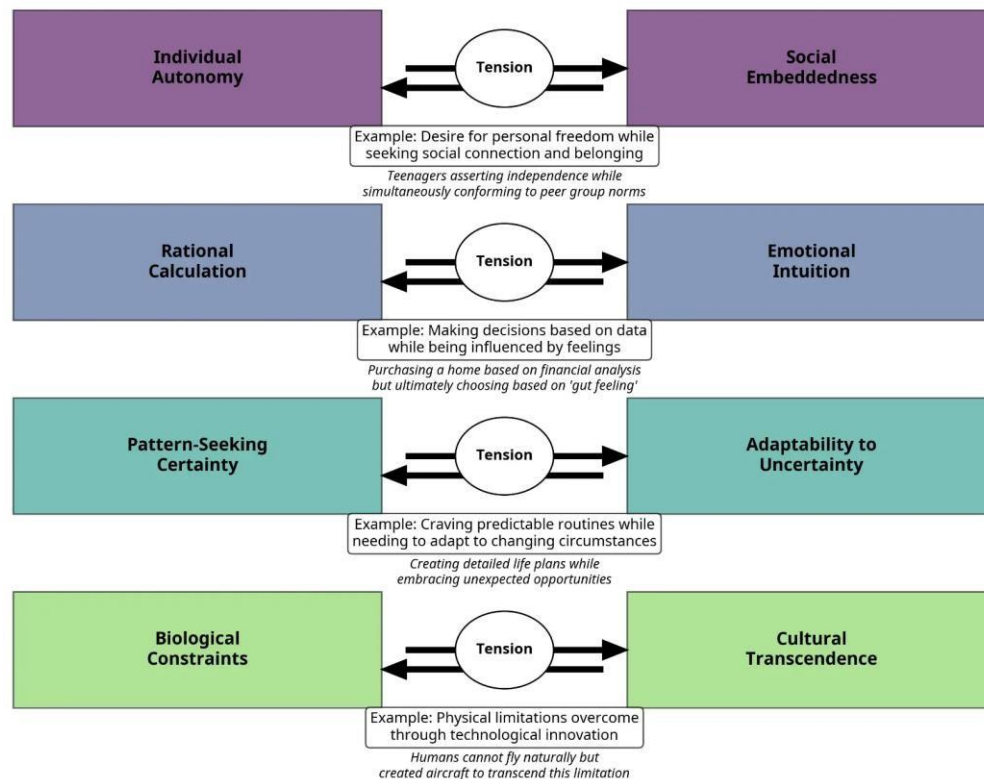 Individual
Autonomy
Tension
Social
Embeddedness
Example: Desire for personal freedom while
seeking social connection and belonging
Teenagers asserting independence while
simultaneously conforming to peer group norms
Rational
Calculation
Tension
Emotional
Intuition
Example: Making decisions based on data
while being influenced by feelings
Purchasing a home based on financial analysis
but ultimately choosing based on 'gut feeling'
Pattern-Seeking
Certainty
Tension
Adaptability to
Uncertainty
Example: Craving predictable routines while
needing to adapt to changing circumstances
Creating detailed life plans while
embracing unexpected opportunities
Biological
Constraints
Tension
Cultural
Transcendence
Example: Physical limitations overcome
through technological innovation
Humans cannot fly naturally but
created aircraft to transcend this limitation